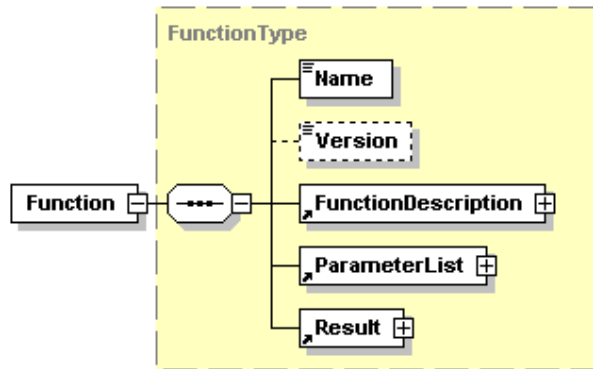 FunctionType
Name
Version
Function
FunctionDescription
ParameterList
Result